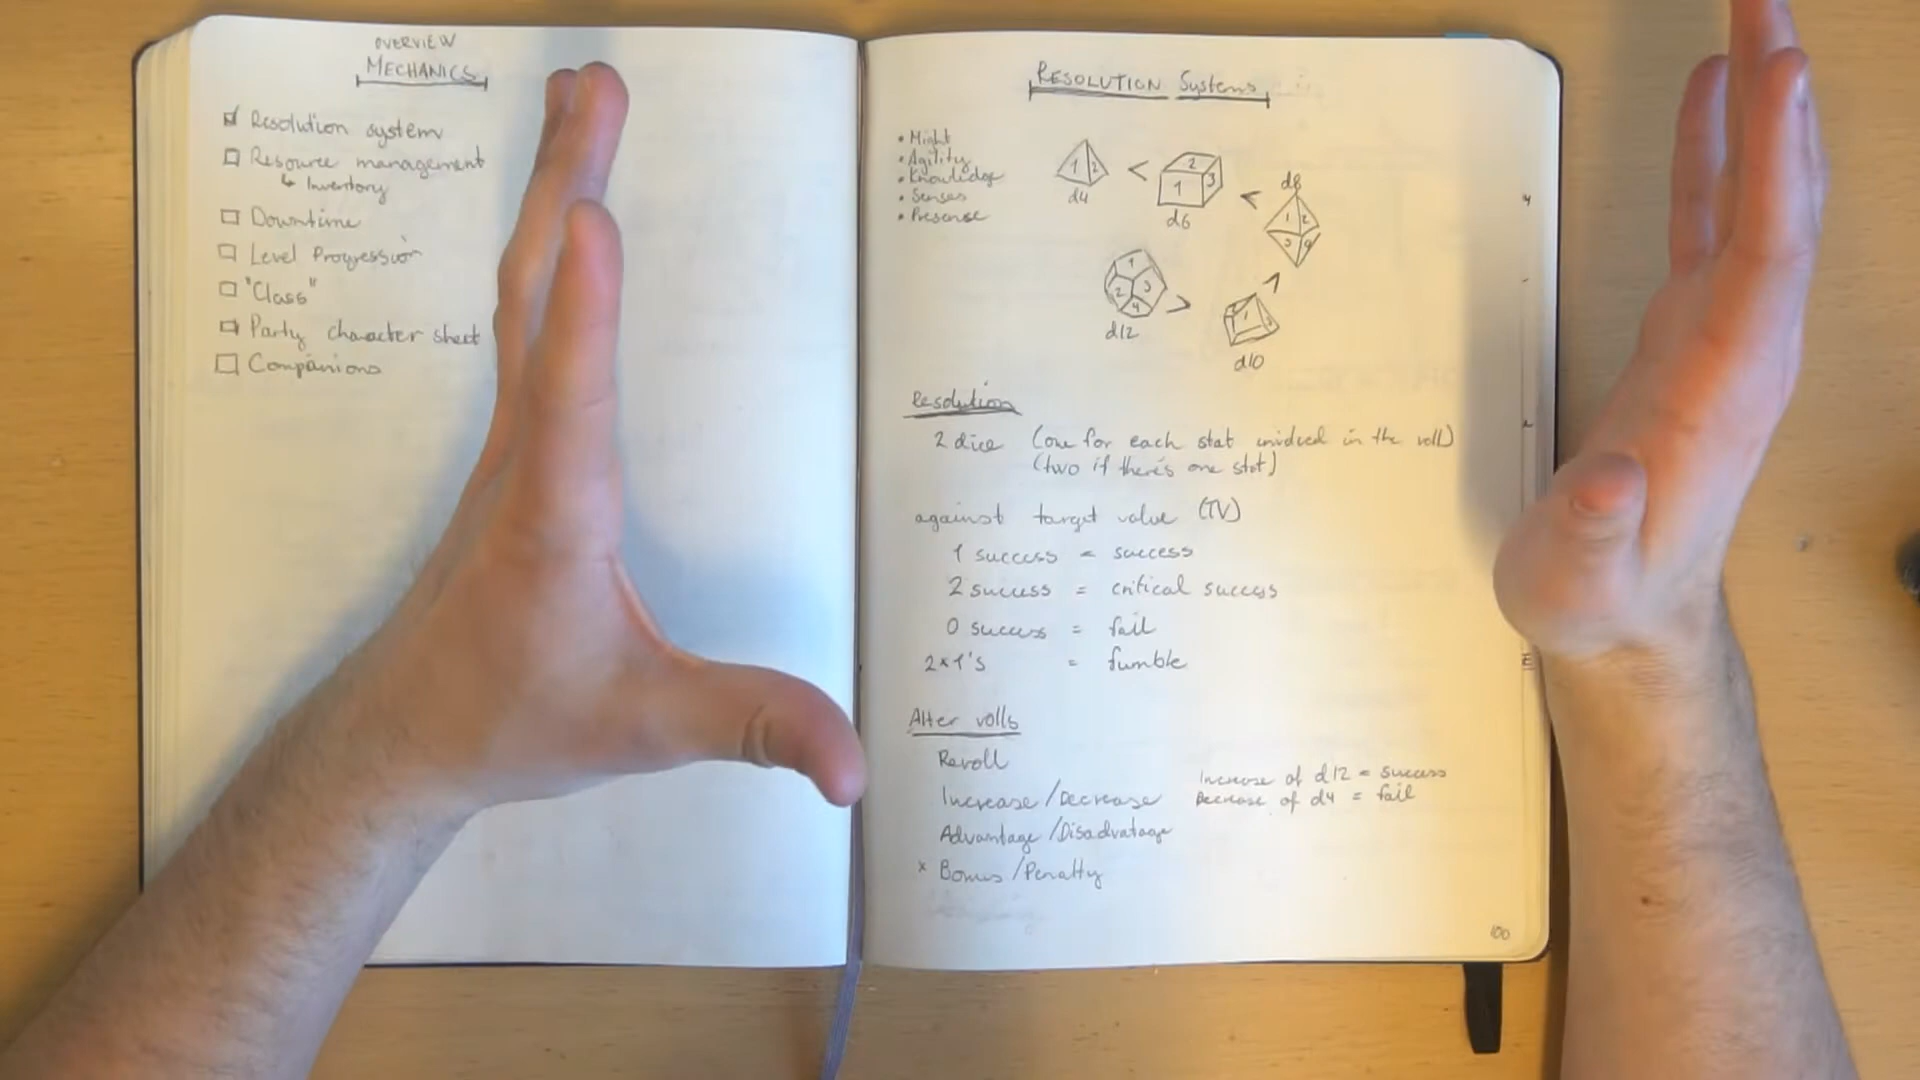 OVERVIEW
MECHANICS
Resolution system
Resource management
↳ Inventory
Downtime
Level Progression
"Class"
Party character sheet
Companions
RESOLUTION Systems
• Might
• Agility
• Knowledge
• Senses
• Presense
1 2
d4
<
2
1 3
d6
<
d8
1 2
3 4
1
2 3
4
d12
>
1
d10
>
Resolution
2 dice (one for each stat involved in the roll)
(two if there's one stat)
against target value (TV)
1 success = success
2 success = critical success
0 success = fail
2×1's = fumble
Alter rolls
Reroll
Increase/Decrease
Increase of d12 = success
Decrease of d4 = fail
Advantage/Disadvatage
× Bonus/Penalty
100